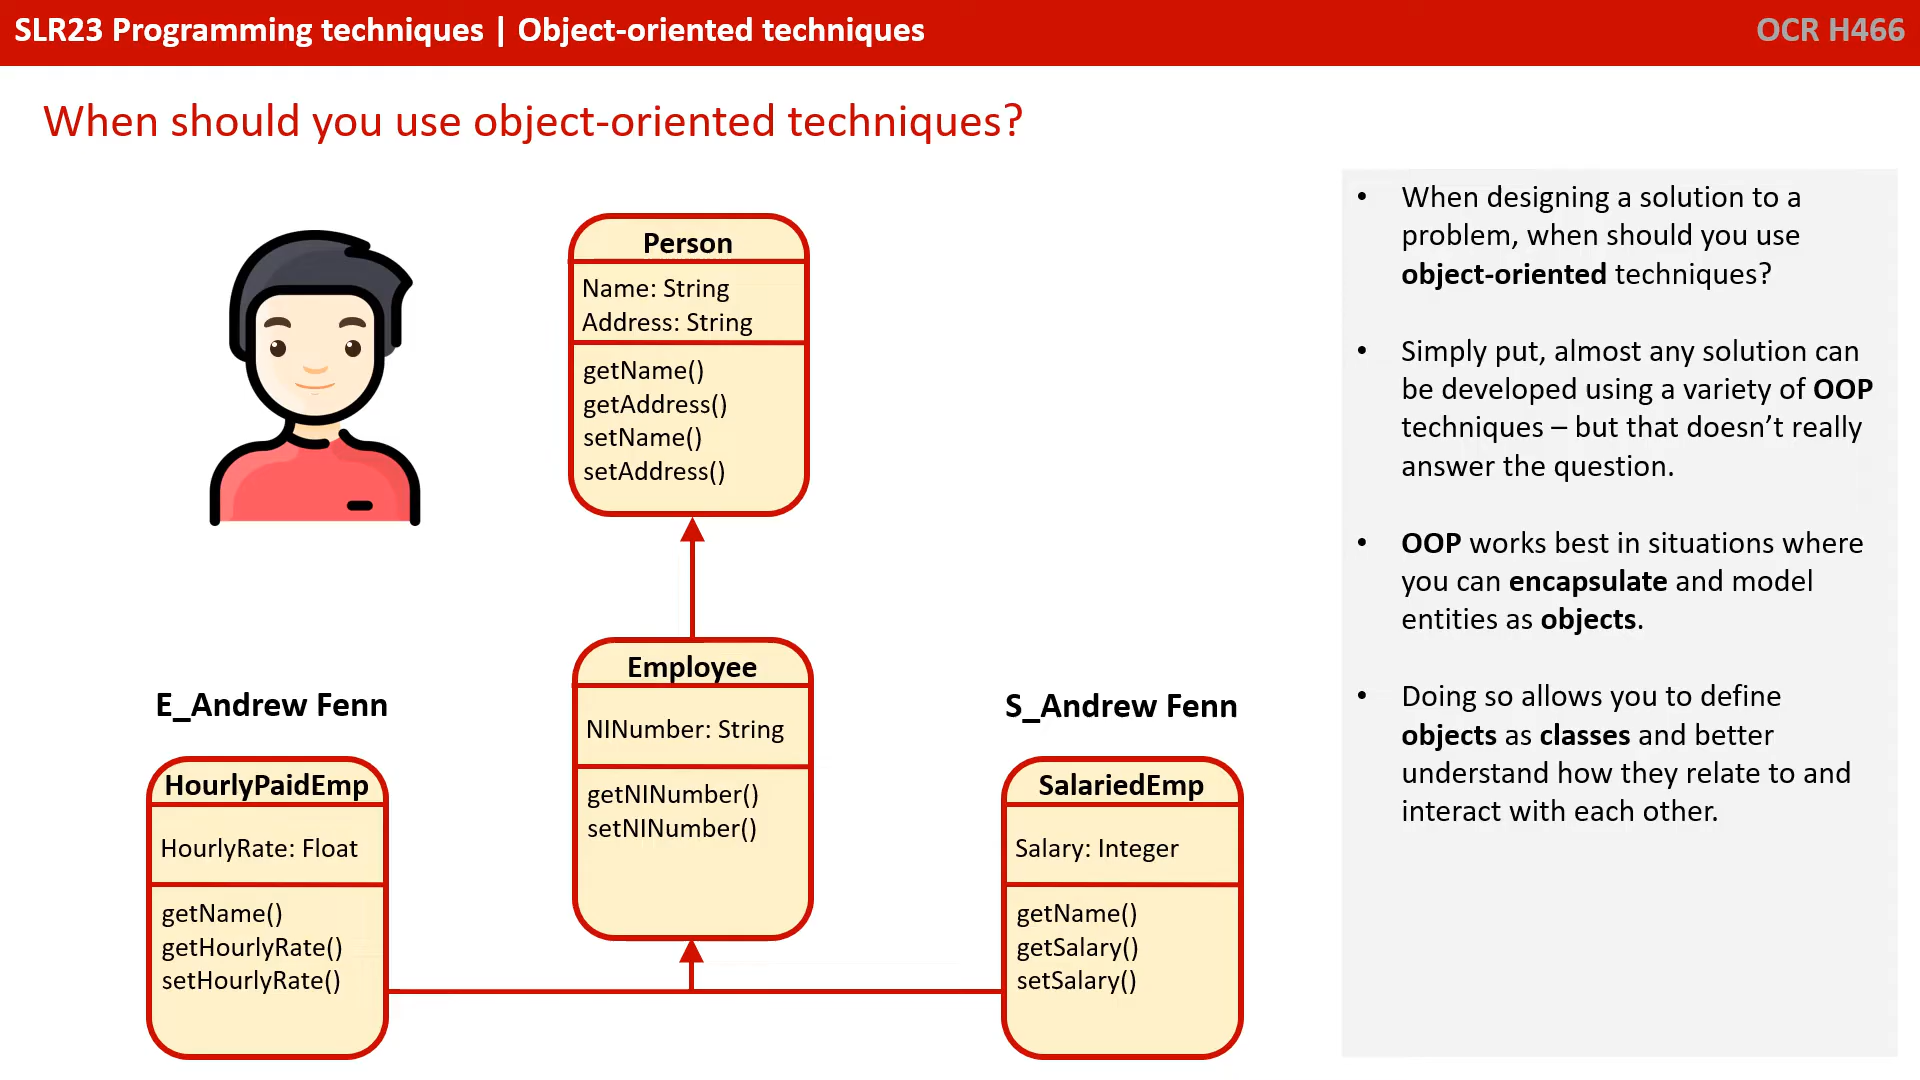 SLR23 Programming techniques | Object-oriented techniques
OCR H466
When should you use object-oriented techniques?
Person
Name: String
Address: String
getName()
getAddress()
setName()
setAddress()
Employee
NINumber: String
getNINumber()
setNINumber()
E_Andrew Fenn
HourlyPaidEmp
HourlyRate: Float
getName()
getHourlyRate()
setHourlyRate()
S_Andrew Fenn
SalariedEmp
Salary: Integer
getName()
getSalary()
setSalary()
• When designing a solution to a
problem, when should you use
object-oriented techniques?
• Simply put, almost any solution can
be developed using a variety of OOP
techniques – but that doesn’t really
answer the question.
• OOP works best in situations where
you can encapsulate and model
entities as objects.
• Doing so allows you to define
objects as classes and better
understand how they relate to and
interact with each other.